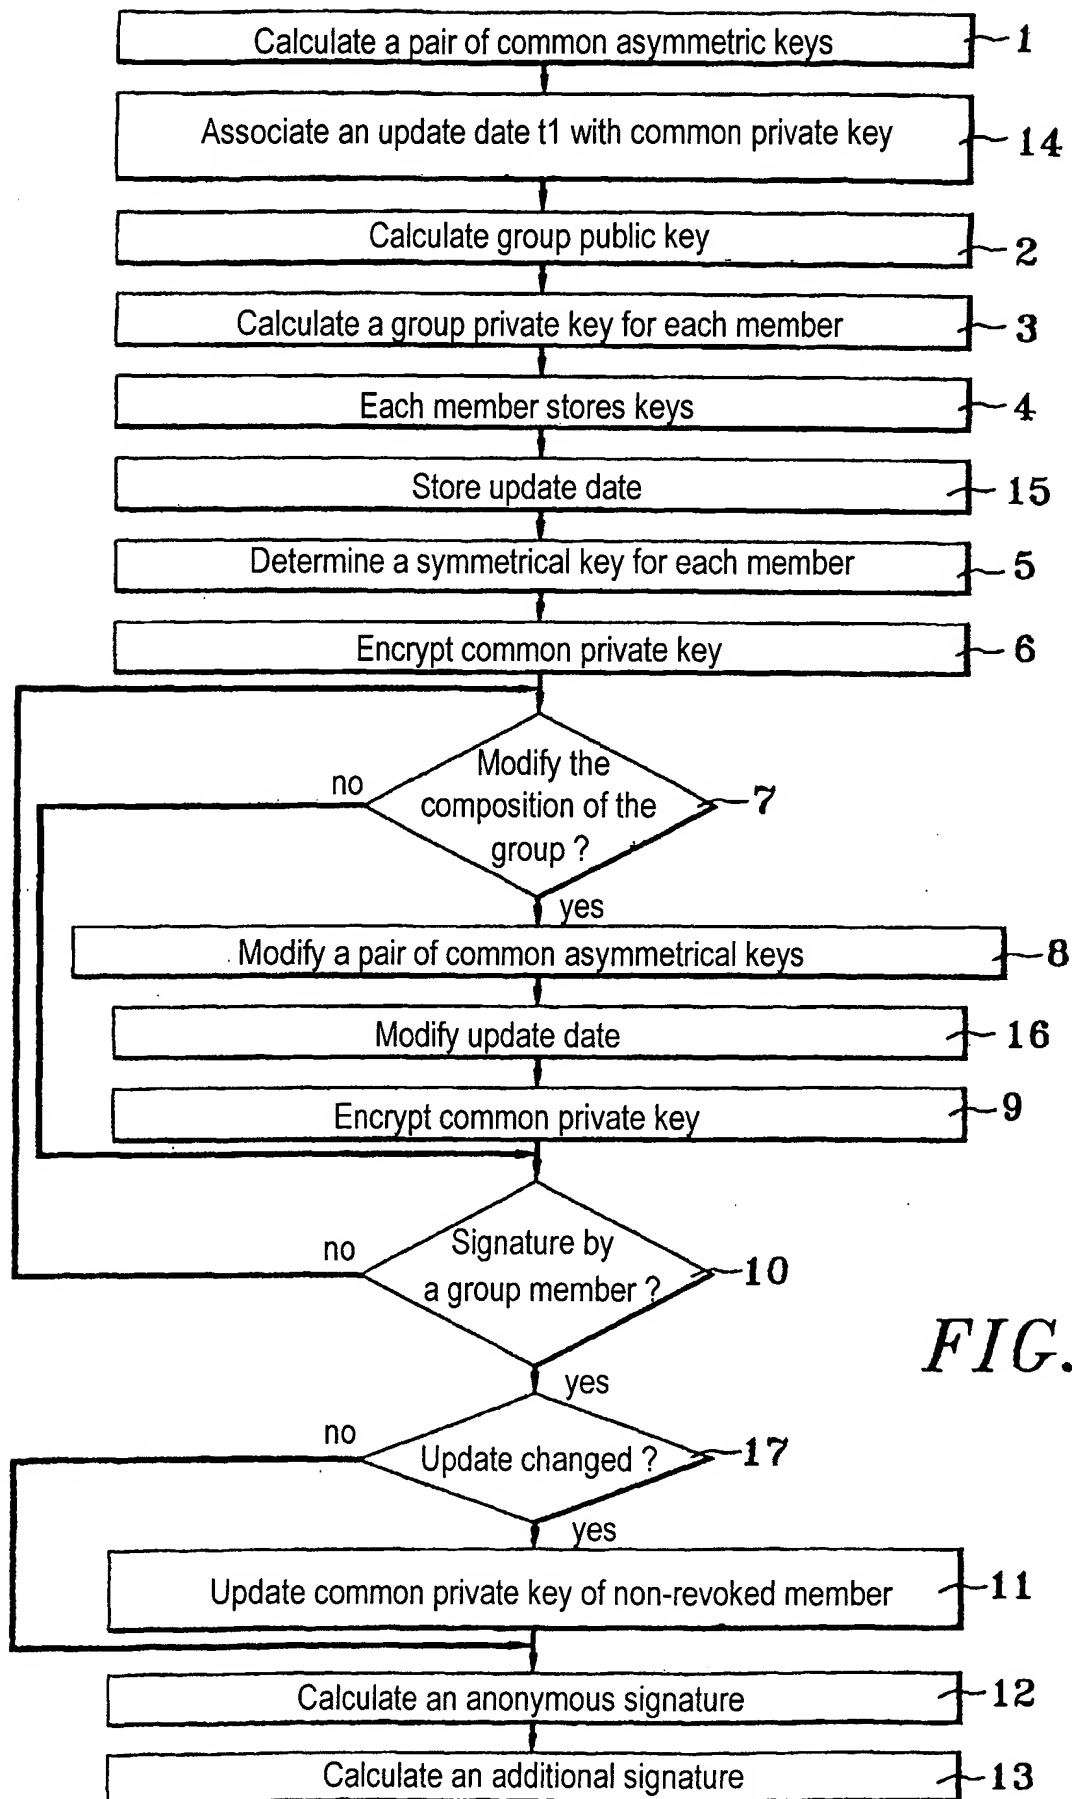 Calculate a pair of common asymmetric keys 1
Associate an update date t1 with common private key 14
Calculate group public key 2
Calculate a group private key for each member 3
Each member stores keys 4
Store update date 15
Determine a symmetrical key for each member 5
Encrypt common private key 6
no
Modify the
composition of the 7
group ?
yes
Modify a pair of common asymmetrical keys 8
Modify update date 16
Encrypt common private key 9
no
Signature by
a group member ? 10
FIG.
yes
no
Update changed ? 17
yes
Update common private key of non-revoked member 11
Calculate an anonymous signature 12
Calculate an additional signature 13